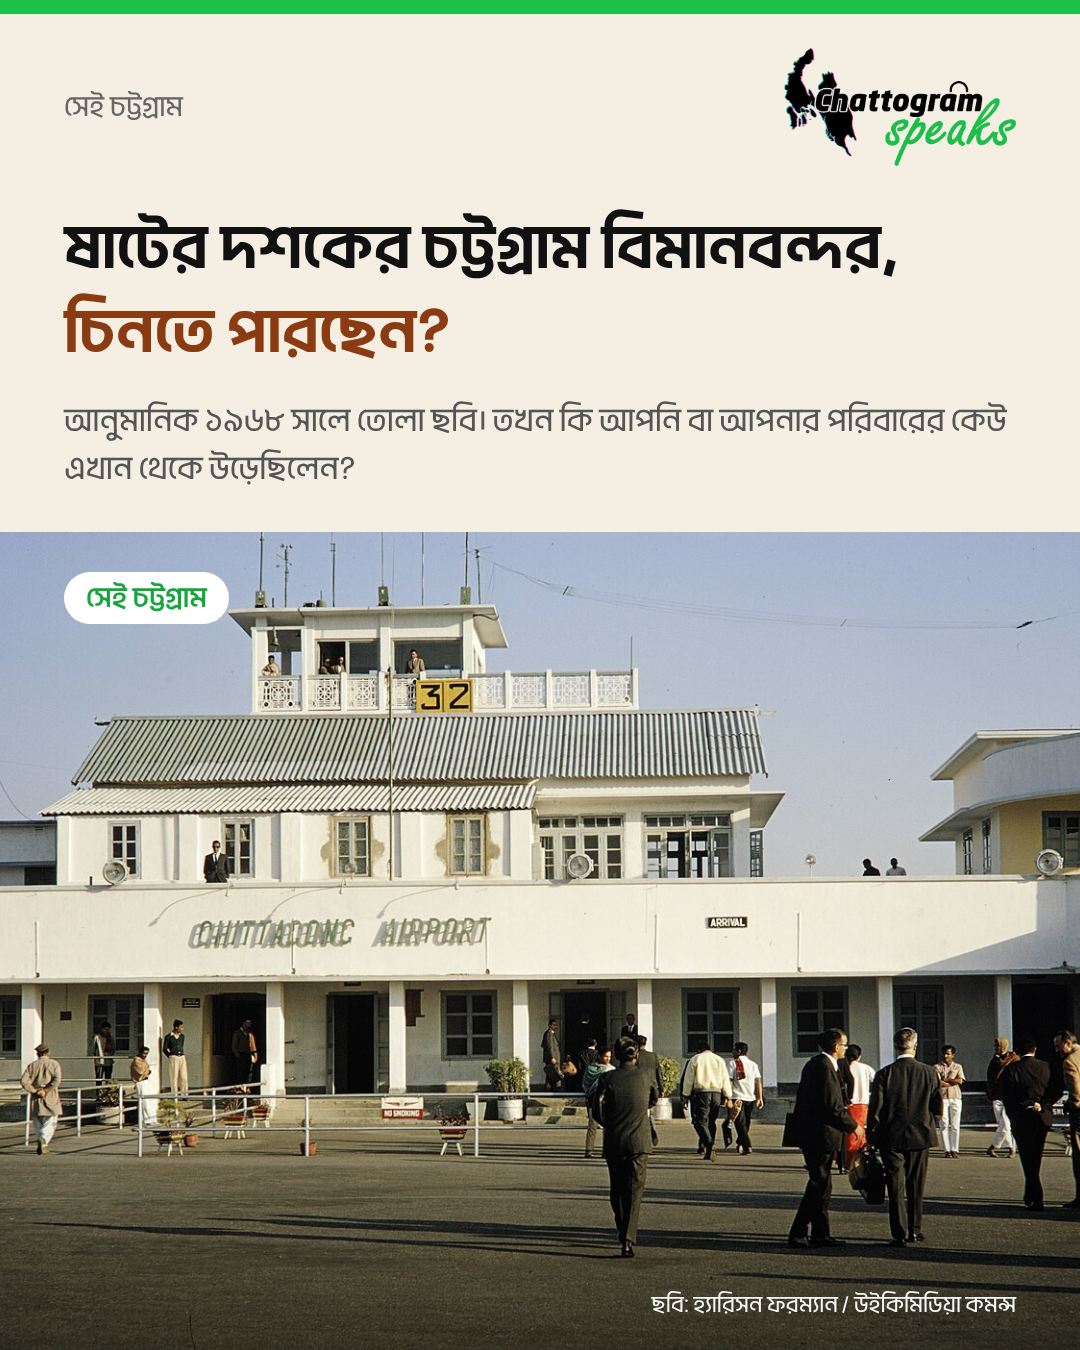 সেই চট্টগ্রাম
Chattogram
speaks
ষাটের দশকের চট্টগ্রাম বিমানবন্দর,
চিনতে পারছেন?
আনুমানিক ১৯৬৮ সালে তোলা ছবি। তখন কি আপনি বা আপনার পরিবারের কেউ
এখান থেকে উড়েছিলেন?
সেই চট্টগ্রাম
32
CHITTAGONG AIRPORT
ARRIVAL
NO SMOKING
ছবি: হ্যারিসন ফরম্যান / উইকিমিডিয়া কমন্স